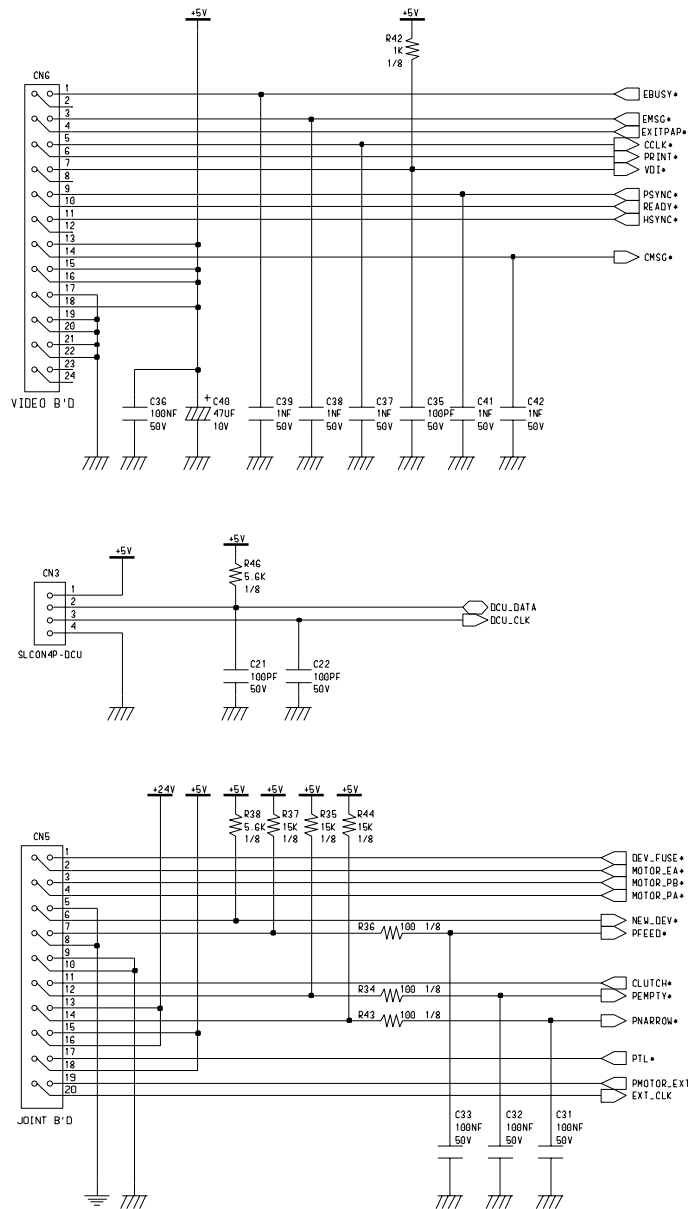 +5V
+5V
R42
1K
1/8
CN6
1
2
3
4
5
6
7
8
9
10
11
12
13
14
15
16
17
18
19
20
21
22
23
24
EBUSY*
EMSG*
EXITPAP*
CCLK*
PRINT*
VDI*
PSYNC*
READY*
HSYNC*
CMSG*
VIDEO B'D
C36
100NF
50V
+
C40
47UF
10V
C39
1NF
50V
C38
1NF
50V
C37
1NF
50V
C35
100PF
50V
C41
1NF
50V
C42
1NF
50V
+5V
+5V
R46
5.6K
1/8
CN3
1
2
3
4
DCU_DATA
DCU_CLK
SLCON4P-DCU
C21
100PF
50V
C22
100PF
50V
+24V
+5V
+5V
+5V
+5V
+5V
R38
5.6K
1/8
R37
15K
1/8
R35
15K
1/8
R44
15K
1/8
CN5
1
2
3
4
5
6
7
8
9
10
11
12
13
14
15
16
17
18
19
20
DEV_FUSE*
MOTOR_EA*
MOTOR_PB*
MOTOR_PA*
NEW_DEV*
R36 100 1/8
PFEED*
CLUTCH*
R34 100 1/8
PEMPTY*
R43 100 1/8
PNARROW*
PTL*
PMOTOR_EXT
EXT_CLK
JOINT B'D
C33
100NF
50V
C32
100NF
50V
C31
100NF
50V